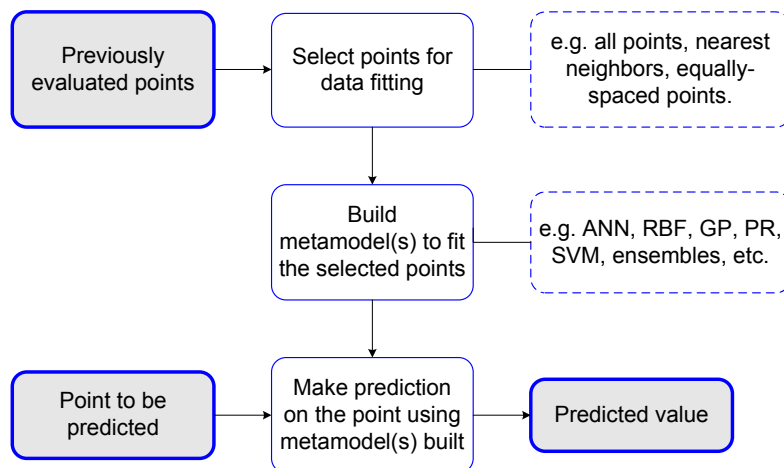 Previously
evaluated points
Select points for
data fitting
e.g. all points, nearest
neighbors, equally-
spaced points.
Build
metamodel(s) to fit
the selected points
e.g. ANN, RBF, GP, PR,
SVM, ensembles, etc.
Point to be
predicted
Make prediction
on the point using
metamodel(s) built
Predicted value